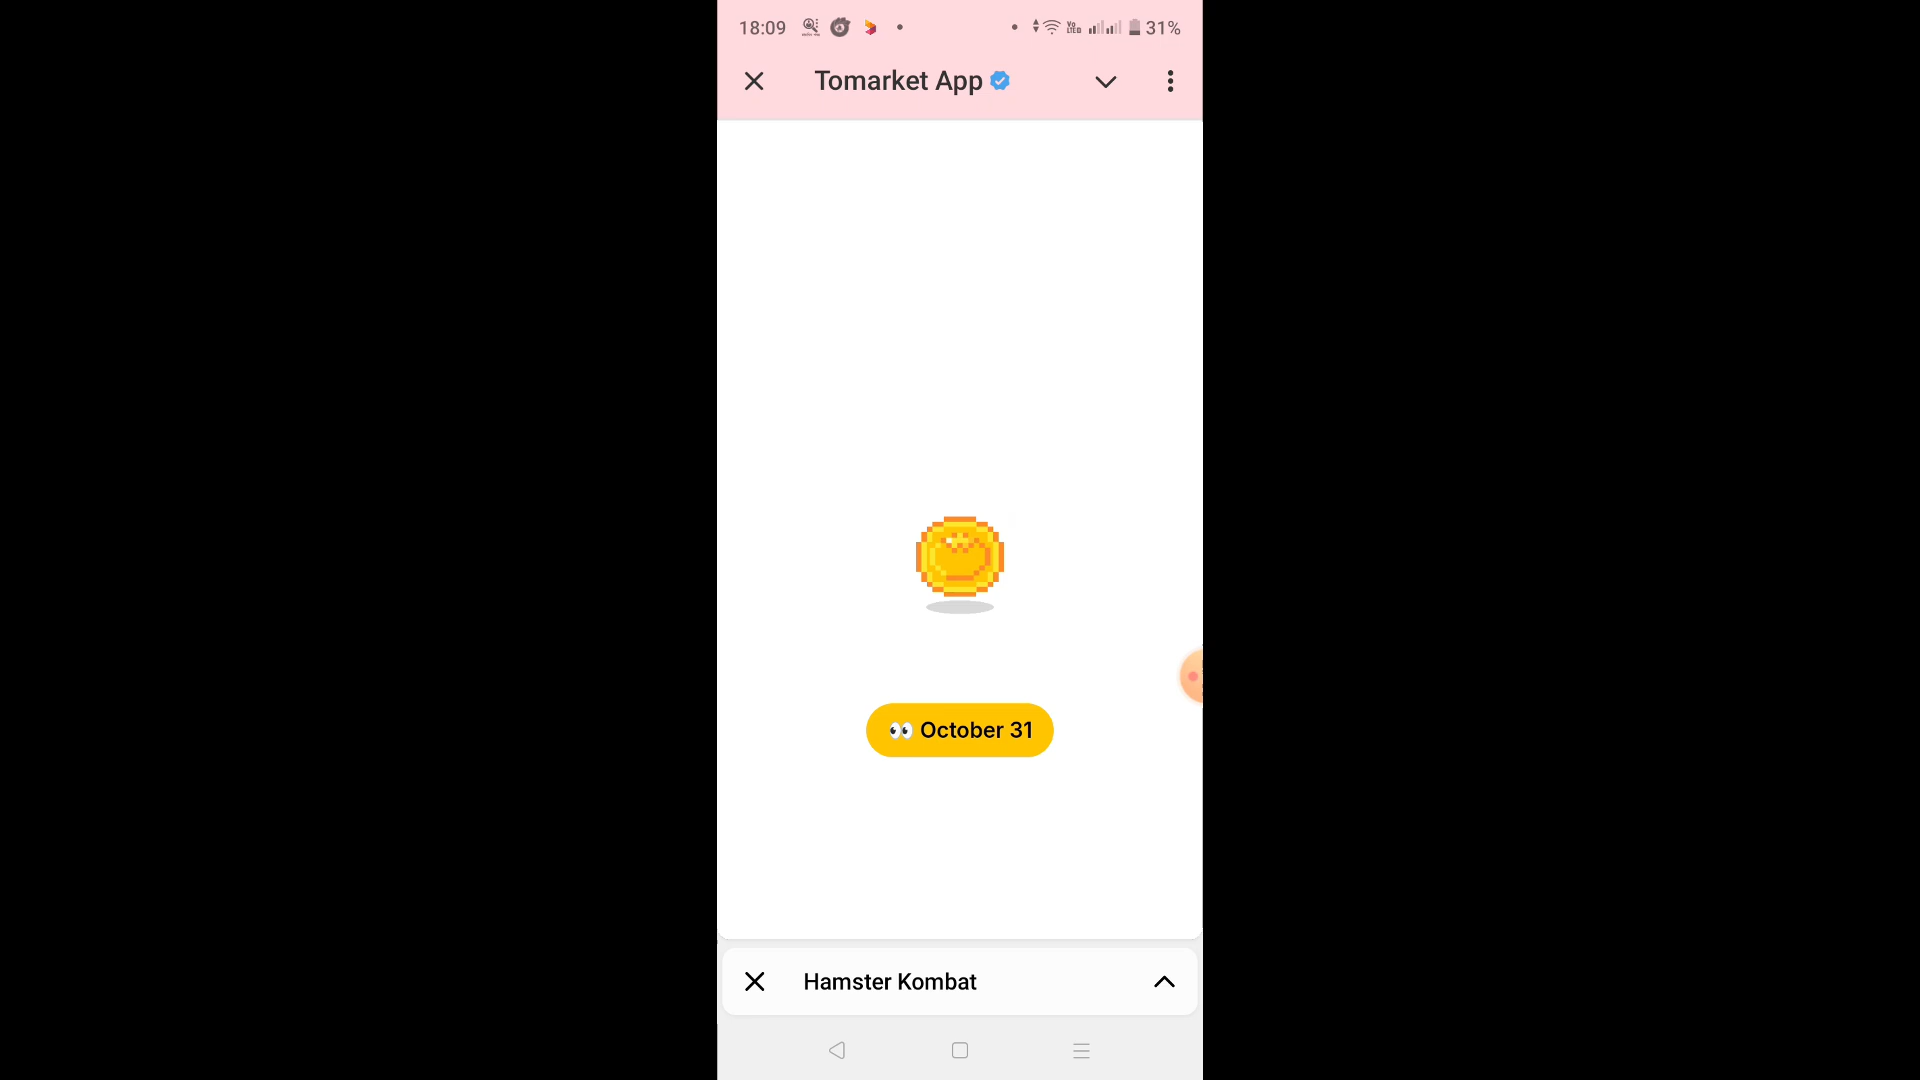 18:09
31%
Tomarket App
👀 October 31
Hamster Kombat